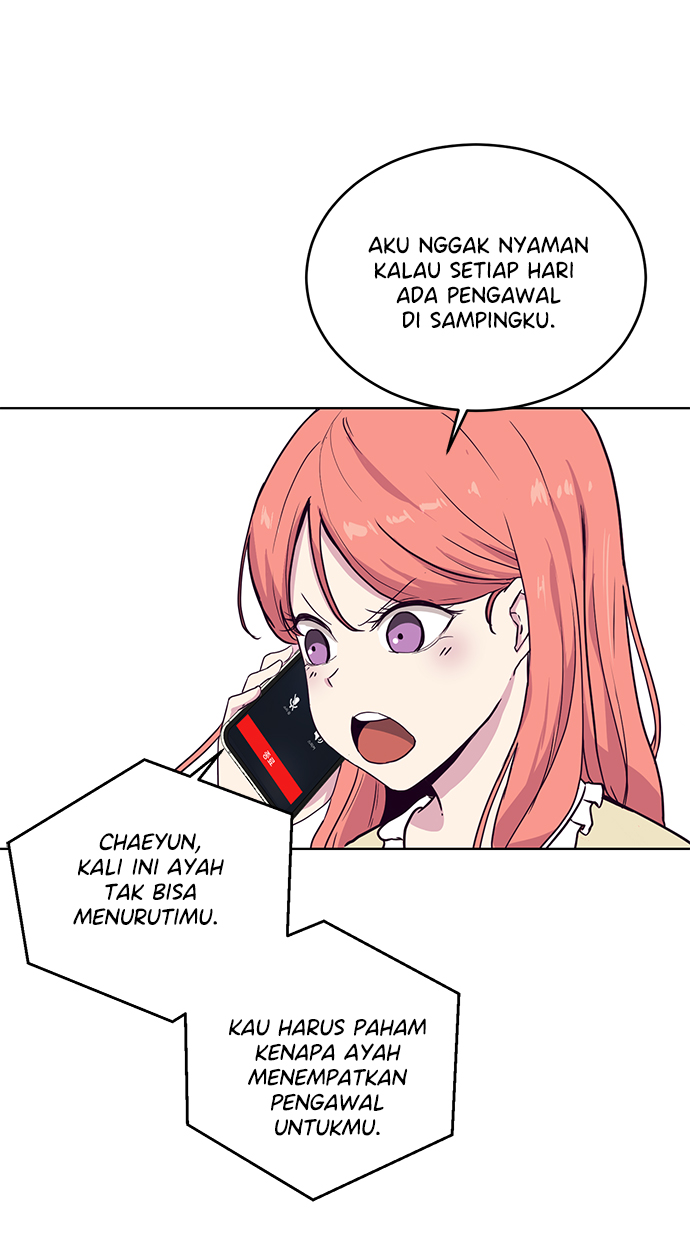 AKU NGGAK NYAMAN
KALAU SETIAP HARI
ADA PENGAWAL
DI SAMPINGKU.
CHAEYUN,
KALI INI AYAH
TAK BISA
MENURUTIMU.
KAU HARUS PAHAM
KENAPA AYAH
MENEMPATKAN
PENGAWAL
UNTUKMU.